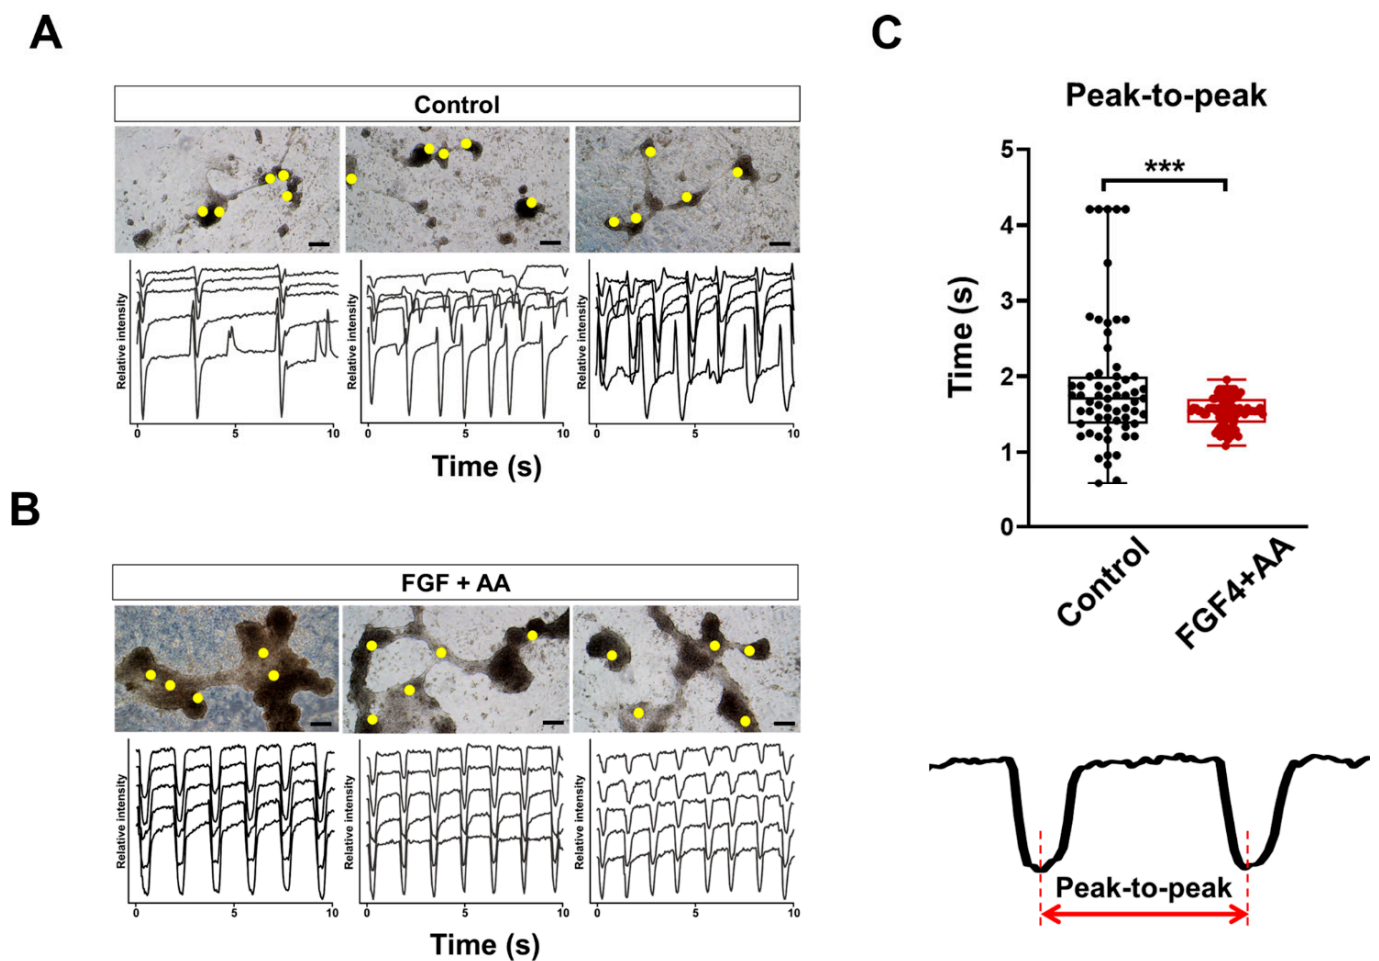 A
Control
Relative intensity
Relative intensity
Relative intensity
0 5 10
0 5 10
0 5 10
Time (s)
B
FGF + AA
Relative intensity
Relative intensity
Relative intensity
0 5 10
0 5 10
0 5 10
Time (s)
C
Peak-to-peak
***
Time (s)
5
4
3
2
1
0
Control
FGF4+AA
Peak-to-peak